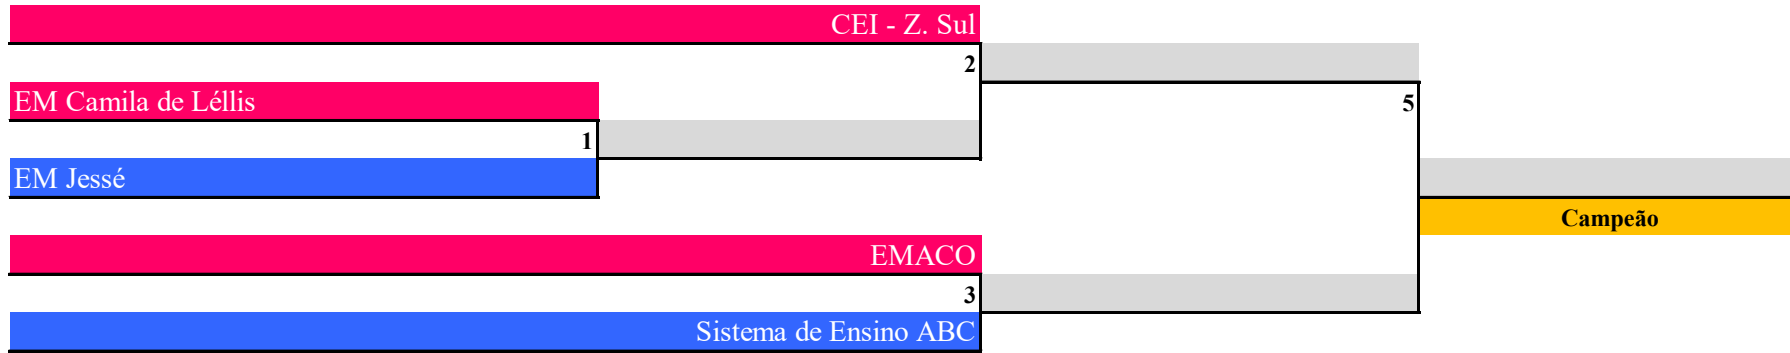 CEI - Z. Sul
2
EM Camila de Léllis
5
1
EM Jessé
Campeão
EMACO
3
Sistema de Ensino ABC